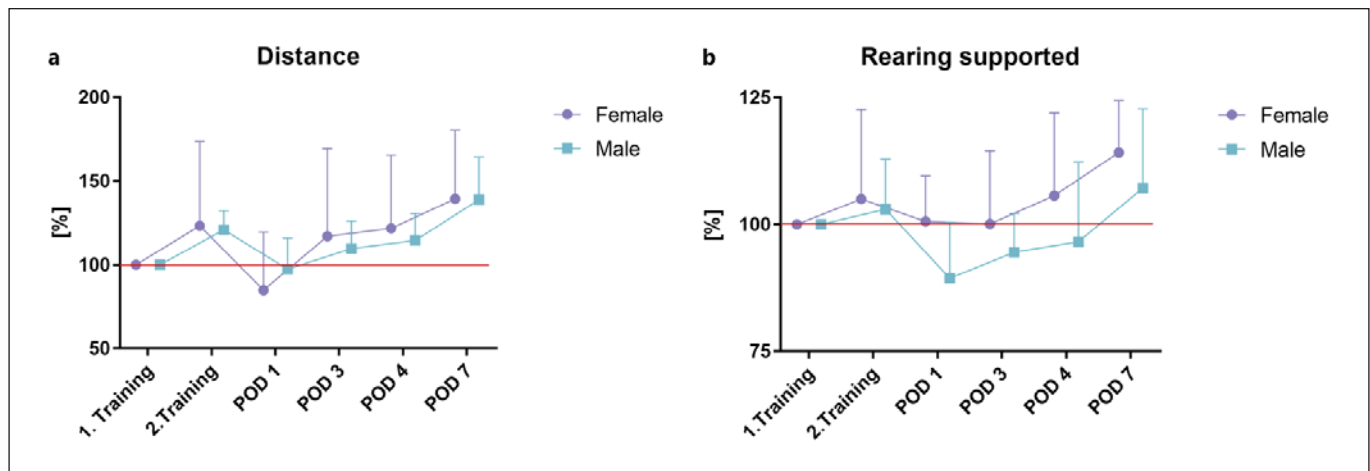 a
Distance
[%]
200
150
100
50
1. Training
2.Training
POD 1
POD 3
POD 4
POD 7
Female
Male
b
Rearing supported
[%]
125
100
75
1.Training
2.Training
POD 1
POD 3
POD 4
POD 7
Female
Male